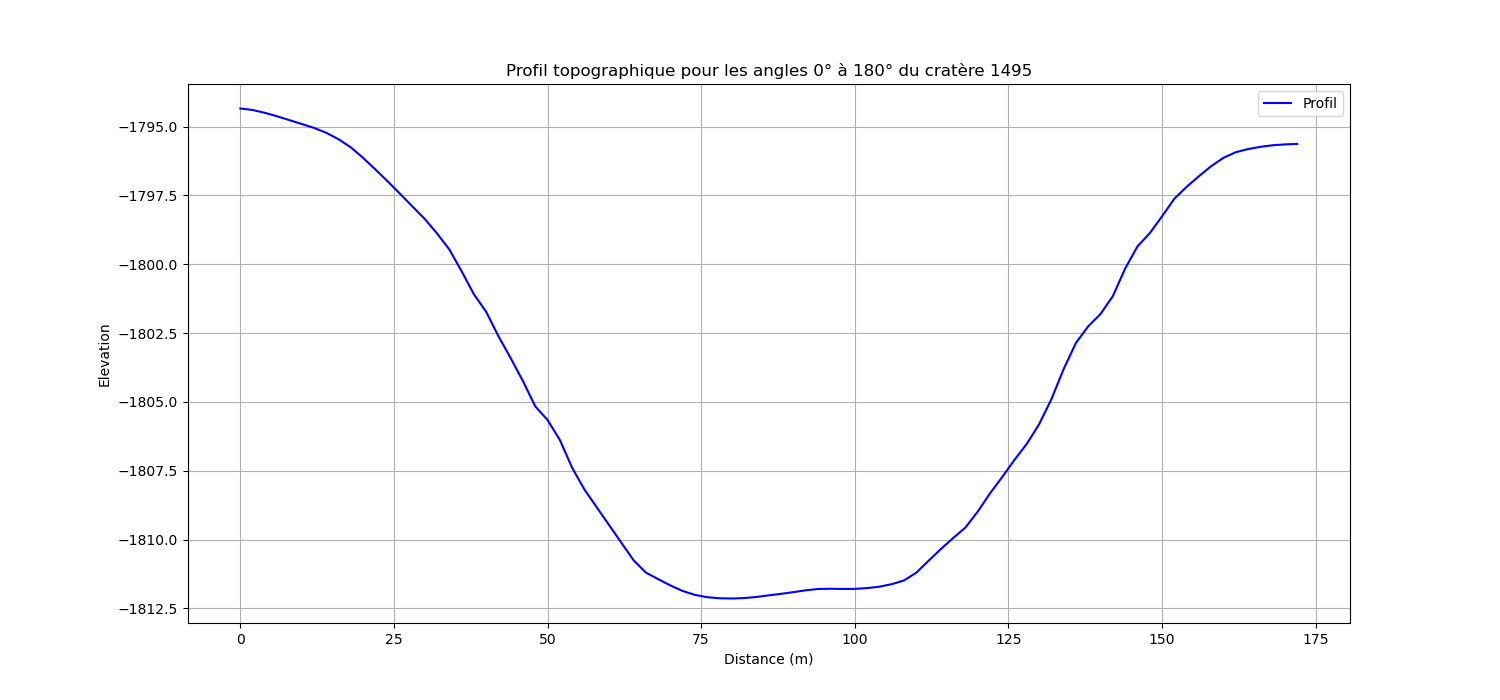 Profil topographique pour les angles 0° à 180° du cratère 1495
Profil
−1795.0
−1797.5
−1800.0
−1802.5
−1805.0
−1807.5
−1810.0
−1812.5
Elevation
0 25 50 75 100 125 150 175
Distance (m)